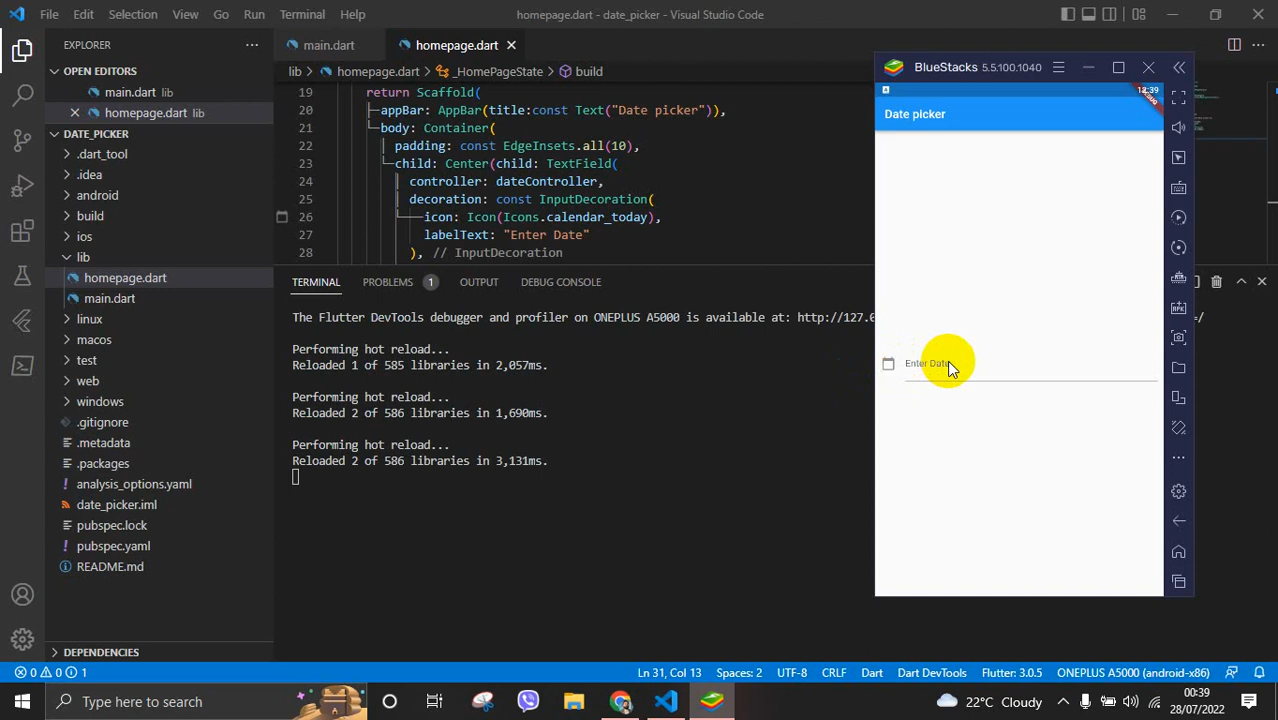 File Edit Selection View Go Run Terminal Help
homepage.dart - date_picker - Visual Studio Code
EXPLORER
OPEN EDITORS
main.dart lib
homepage.dart lib
DATE_PICKER
.dart_tool
.idea
android
build
ios
lib
homepage.dart
main.dart
linux
macos
test
web
windows
.gitignore
.metadata
.packages
analysis_options.yaml
date_picker.iml
pubspec.lock
pubspec.yaml
README.md
DEPENDENCIES
main.dart
homepage.dart
lib > homepage.dart > _HomePageState > build
19 return Scaffold(
20 appBar: AppBar(title:const Text("Date picker")),
21 body: Container(
22 padding: const EdgeInsets.all(10),
23 child: Center(child: TextField(
24 controller: dateController,
25 decoration: const InputDecoration(
26 icon: Icon(Icons.calendar_today),
27 labelText: "Enter Date"
28 ), // InputDecoration
TERMINAL PROBLEMS 1 OUTPUT DEBUG CONSOLE
The Flutter DevTools debugger and profiler on ONEPLUS A5000 is available at: http://127.0
=/
Performing hot reload...
Reloaded 1 of 585 libraries in 2,057ms.
Performing hot reload...
Reloaded 2 of 586 libraries in 1,690ms.
Performing hot reload...
Reloaded 2 of 586 libraries in 3,131ms.
BlueStacks 5.5.100.1040
A
12:39
Date picker
Enter Date
0 0 1
Ln 31, Col 13
Spaces: 2
UTF-8
CRLF
Dart
Dart DevTools
Flutter: 3.0.5
ONEPLUS A5000 (android-x86)
Type here to search
22°C Cloudy
00:39
28/07/2022